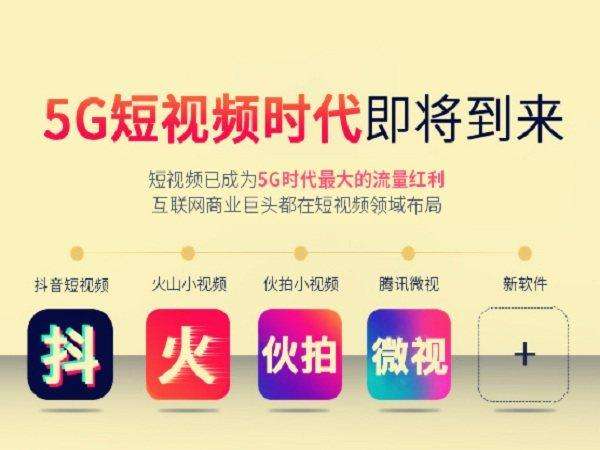 5G短视频时代即将到来
短视频已成为5G时代最大的流量红利
互联网商业巨头都在短视频领域布局
抖音短视频 火山小视频 伙拍小视频 腾讯微视 新软件
抖 火 伙拍 微视 +